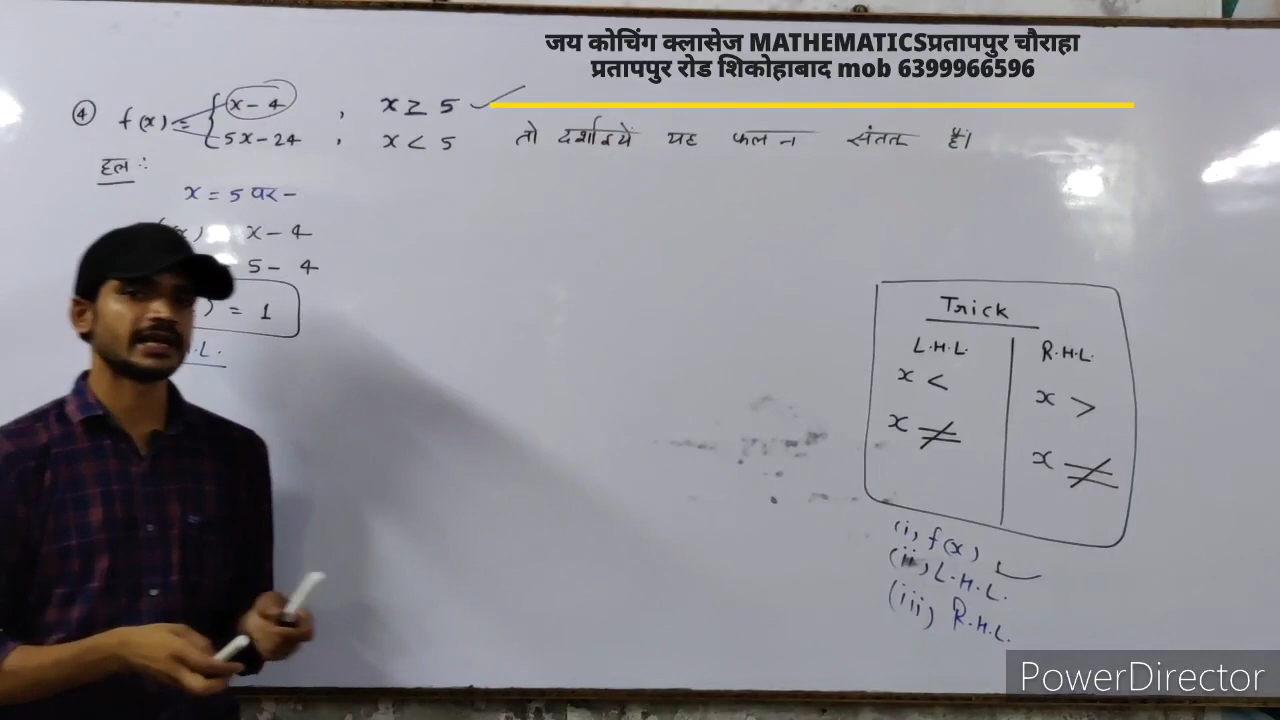 जय कोचिंग क्लासेज MATHEMATICSप्रतापपुर चौराहा
प्रतापपुर रोड शिकोहाबाद mob 6399966596
④ f(x) = { x - 4 , x ≥ 5 ✓
5x - 24 , x < 5 तो दर्शाइये यह फलन संतत है।
हल :
x = 5 पर -
x) x - 4
5 - 4
) = 1
.L.
Trick
L.H.L. R.H.L.
x < x >
x ≠ x ≠
(i) f(x) ✓
(ii) L.H.L.
(iii) R.H.L.
PowerDirector